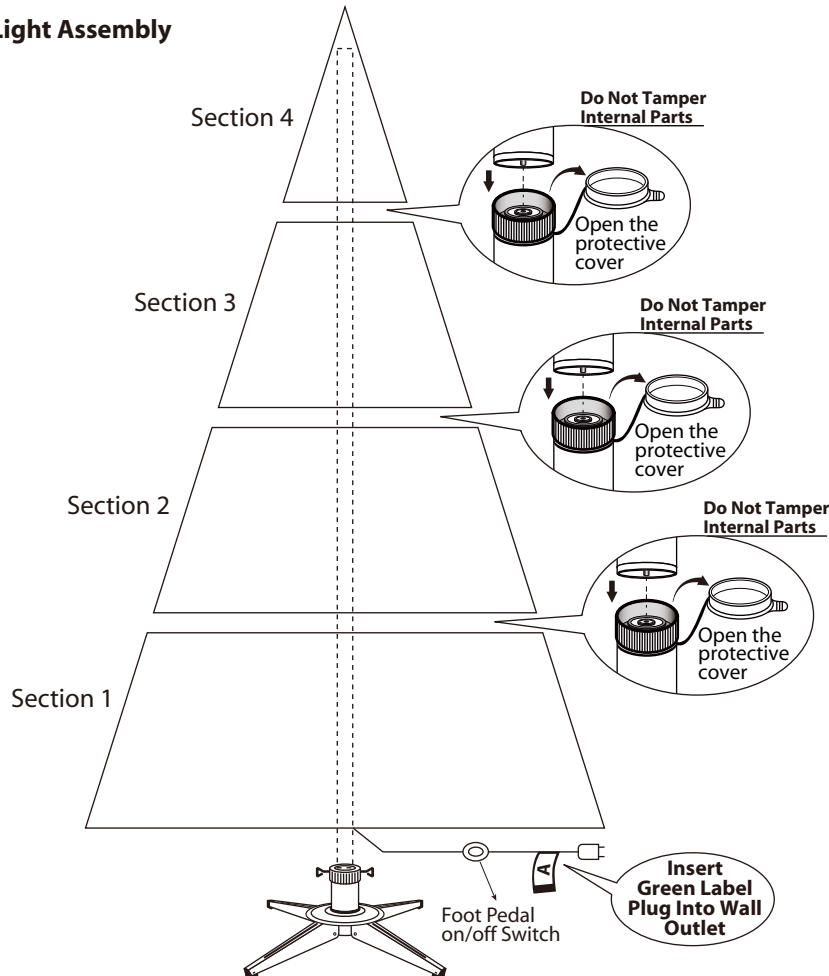 Light Assembly
Section 4
Do Not Tamper
Internal Parts
Open the
protective
cover
Section 3
Do Not Tamper
Internal Parts
Open the
protective
cover
Section 2
Do Not Tamper
Internal Parts
Open the
protective
cover
Section 1
A
Foot Pedal
on/off Switch
Insert
Green Label
Plug Into Wall
Outlet